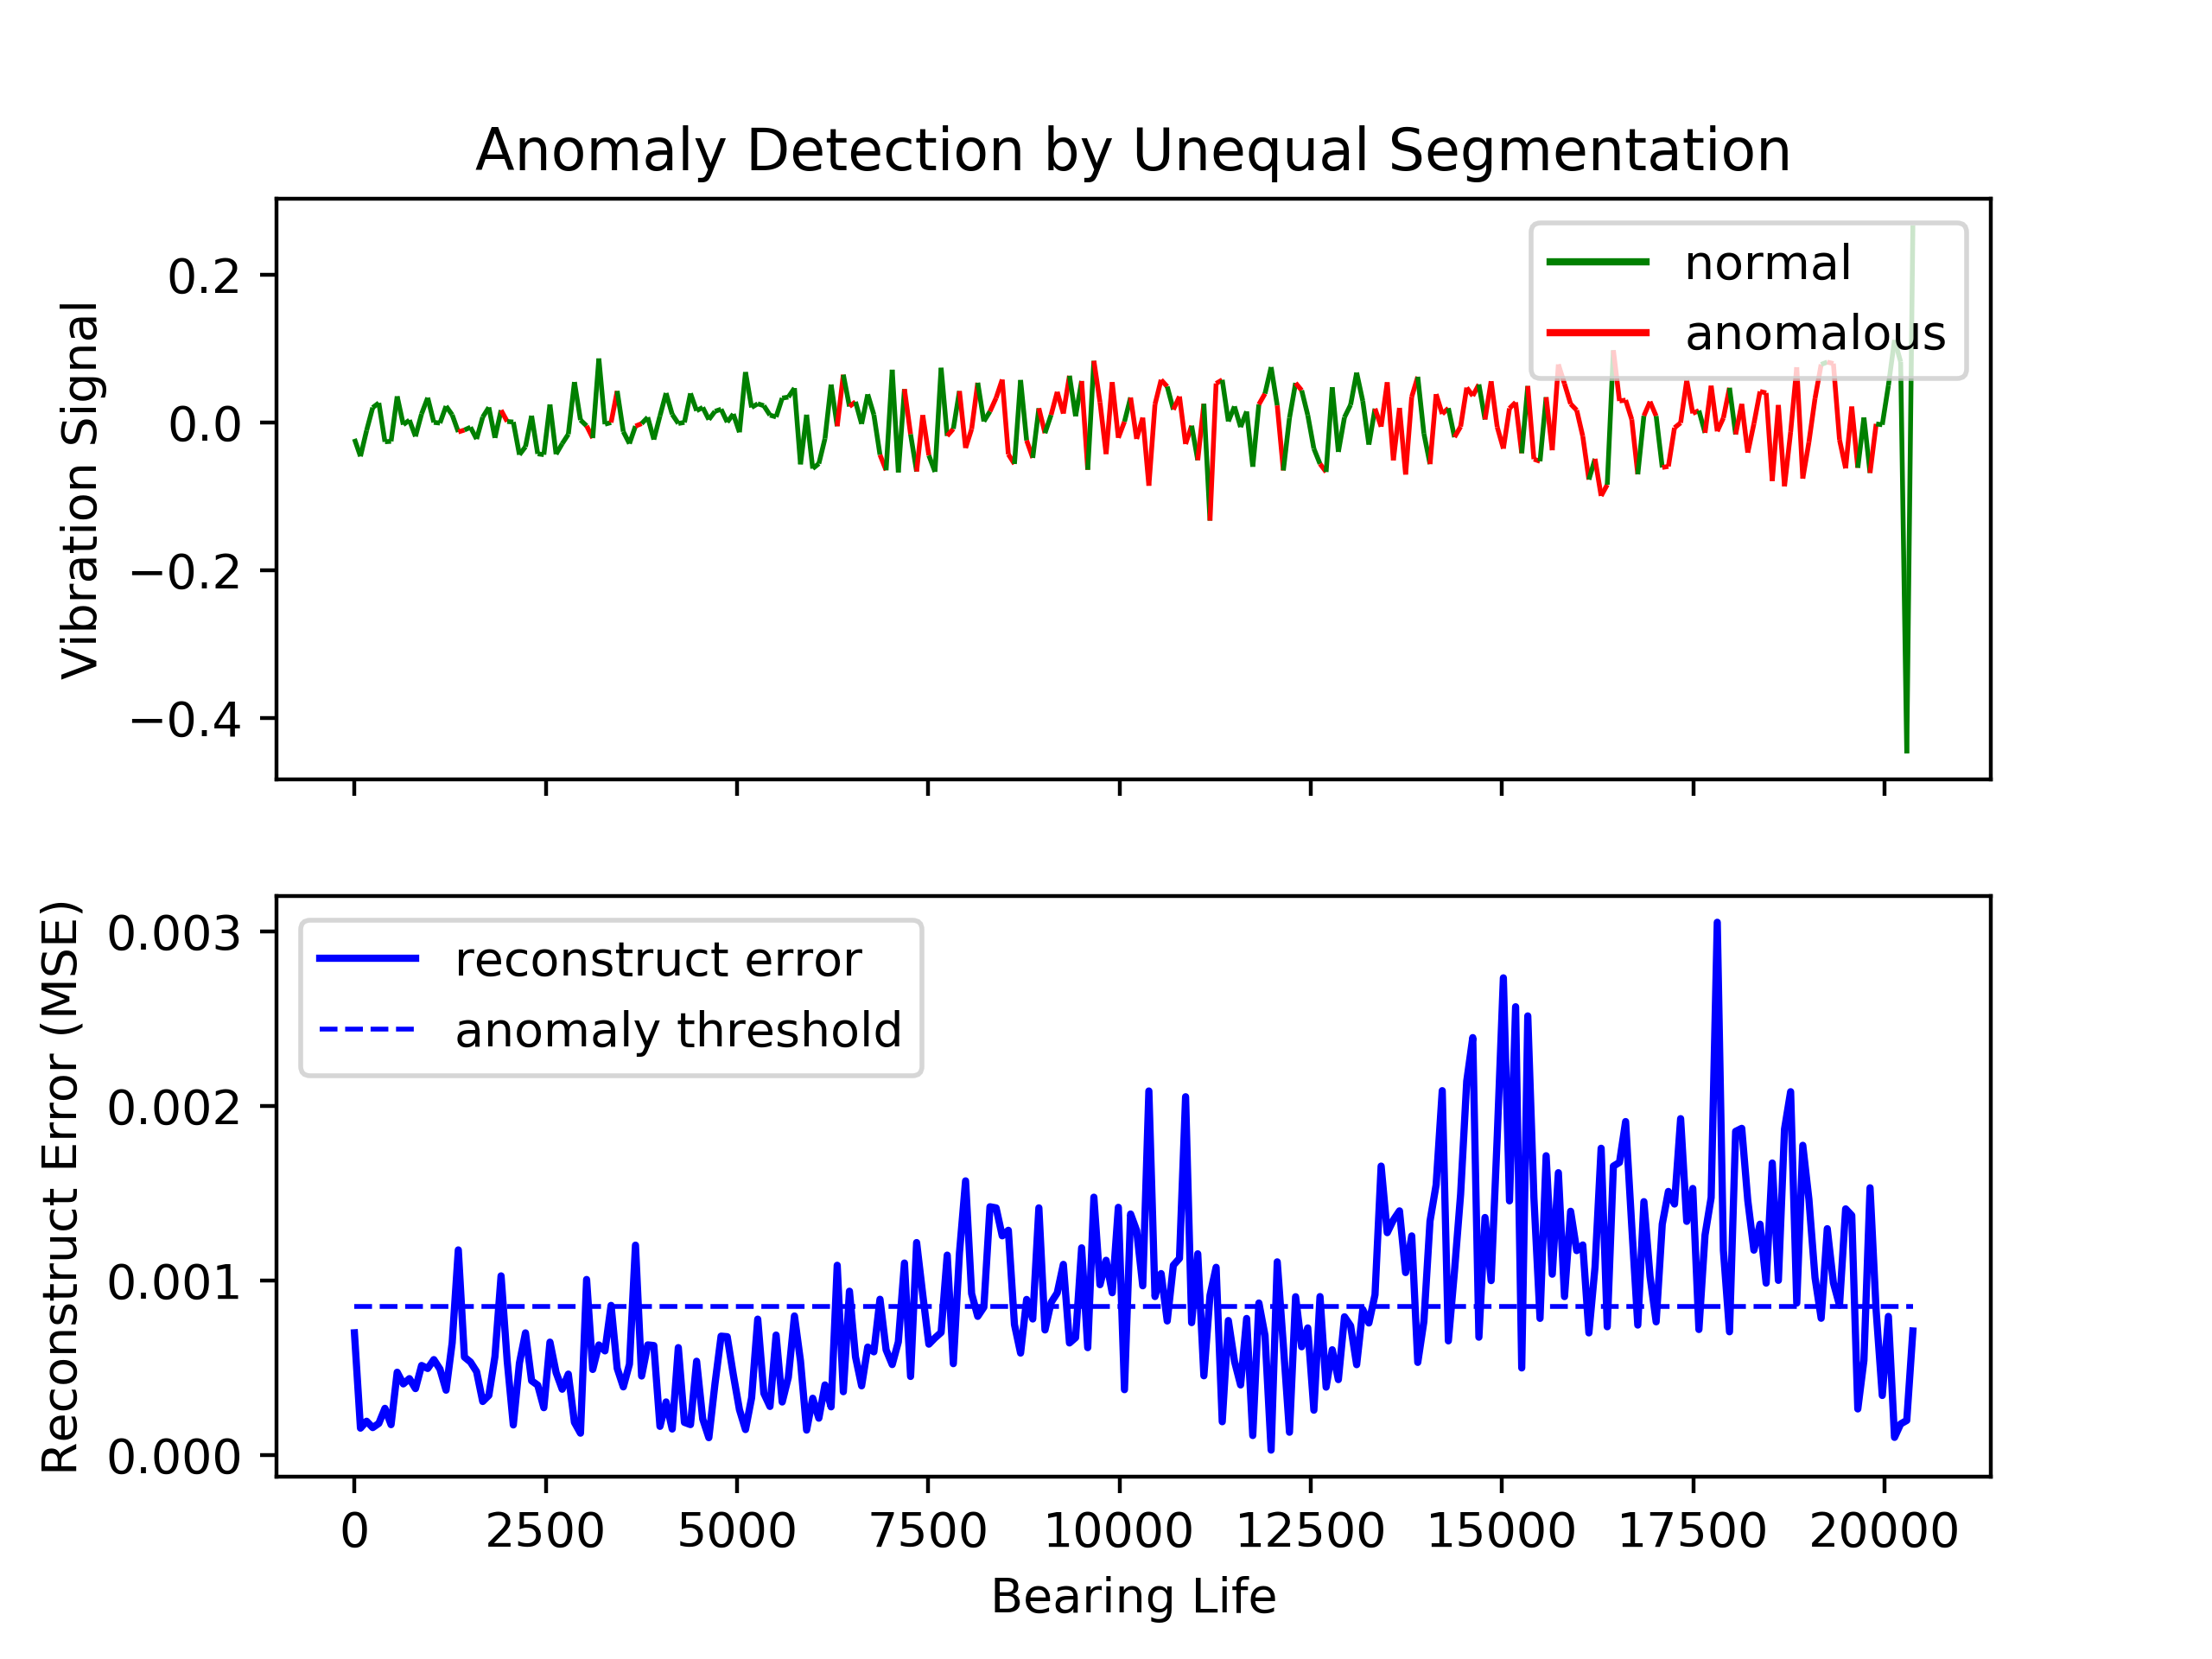 Anomaly Detection by Unequal Segmentation
Vibration Signal
0.2
0.0
−0.2
−0.4
normal
anomalous
Reconstruct Error (MSE)
0.003
0.002
0.001
0.000
reconstruct error
anomaly threshold
0 2500 5000 7500 10000 12500 15000 17500 20000
Bearing Life